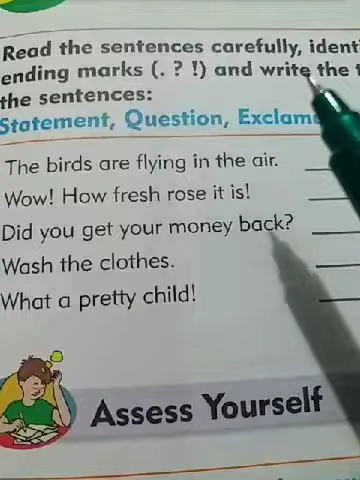 Read the sentences carefully,
ending marks (. ? !) and write the
the sentences:
Statement, Question,
The birds are flying in the air.
Wow! How fresh rose it is!
Did you get your money back?
Wash the clothes.
What a pretty child!
Assess Yourself